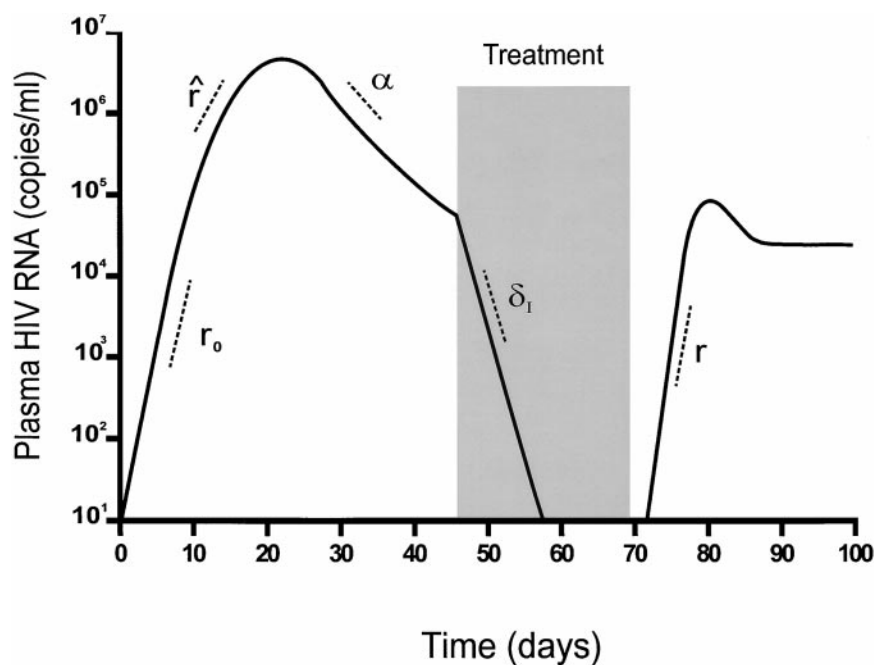 Treatment
Plasma HIV RNA (copies/ml)
10⁷
10⁶
10⁵
10⁴
10³
10²
10¹
r̂
α
r₀
δ_I
r
0 10 20 30 40 50 60 70 80 90 100
Time (days)